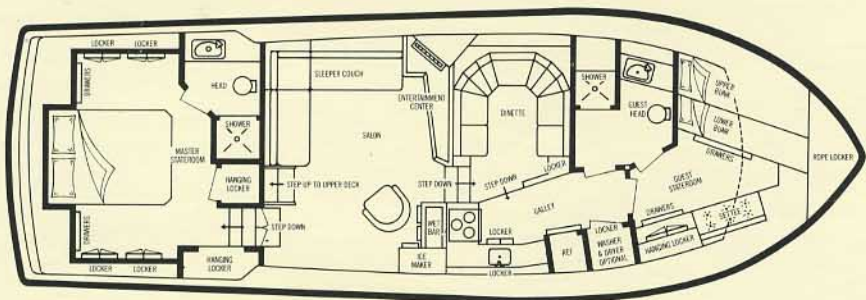 LOCKER
LOCKER
DRAWERS
HEAD
SHOWER
MASTER
STATEROOM
HANGING
LOCKER
DRAWERS
LOCKER
LOCKER
STEP DOWN
HANGING
LOCKER
SLEEPER COUCH
ENTERTAINMENT
CENTER
SALON
STEP UP TO UPPER DECK
STEP DOWN
WET
BAR
ICE
MAKER
DINETTE
LOCKER
STEP DOWN
GALLEY
LOCKER
LOCKER
REF
LOCKER
WASHER
& DRYER
OPTIONAL
SHOWER
GUEST
HEAD
UPPER
BUNK
LOWER
BUNK
DRAWERS
GUEST
STATEROOM
DRAWERS
SETTEE
HANGING LOCKER
ROPE LOCKER